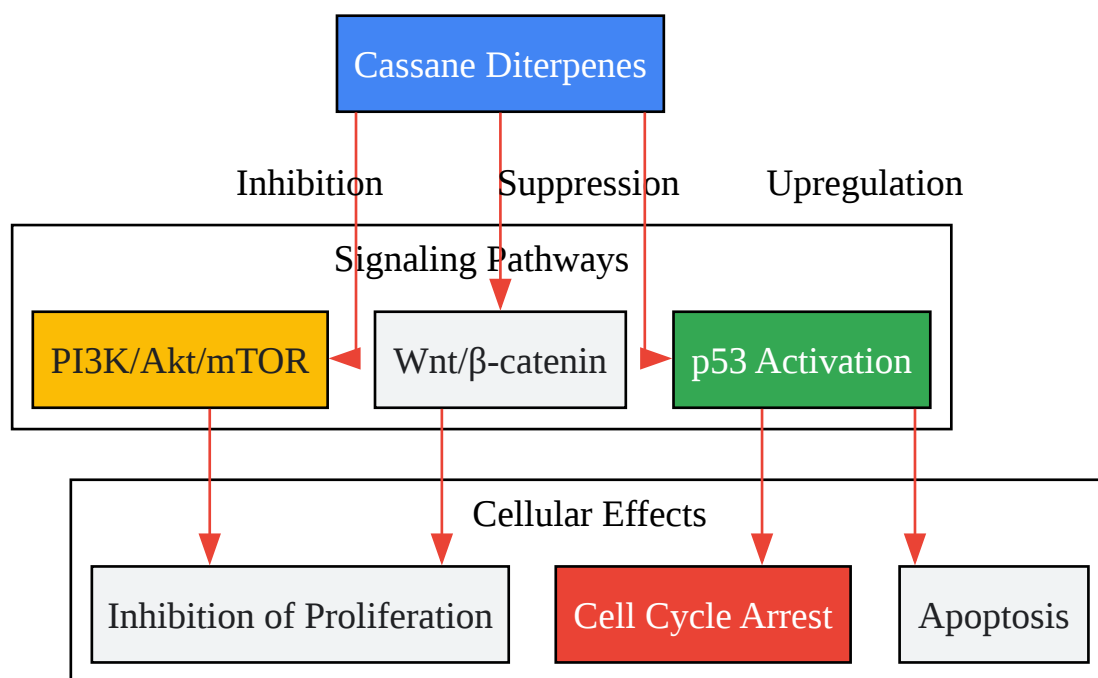 Cassane Diterpenes
Inhibition
Suppression
Upregulation
Signaling Pathways
PI3K/Akt/mTOR
Wnt/β-catenin
p53 Activation
Cellular Effects
Inhibition of Proliferation
Cell Cycle Arrest
Apoptosis